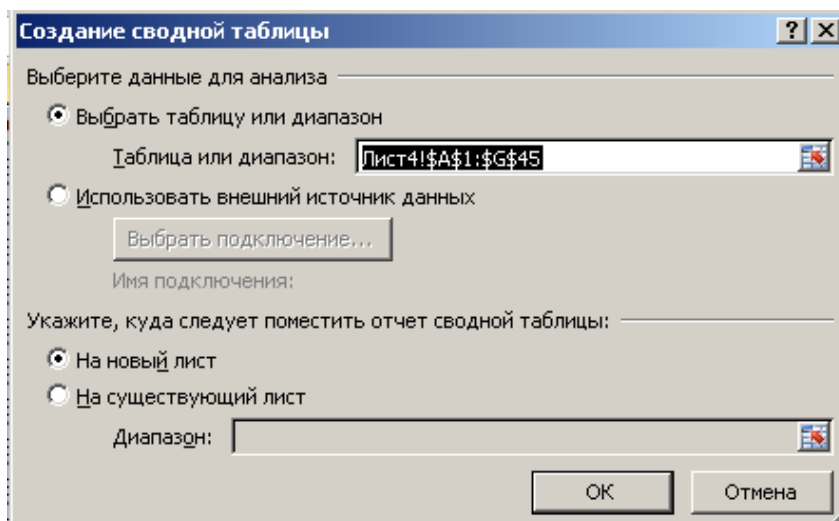 Создание сводной таблицы
Выберите данные для анализа
Выбрать таблицу или диапазон
Таблица или диапазон: Лист4!$A$1:$G$45
Использовать внешний источник данных
Выбрать подключение...
Имя подключения:
Укажите, куда следует поместить отчет сводной таблицы:
На новый лист
На существующий лист
Диапазон:
ОК Отмена